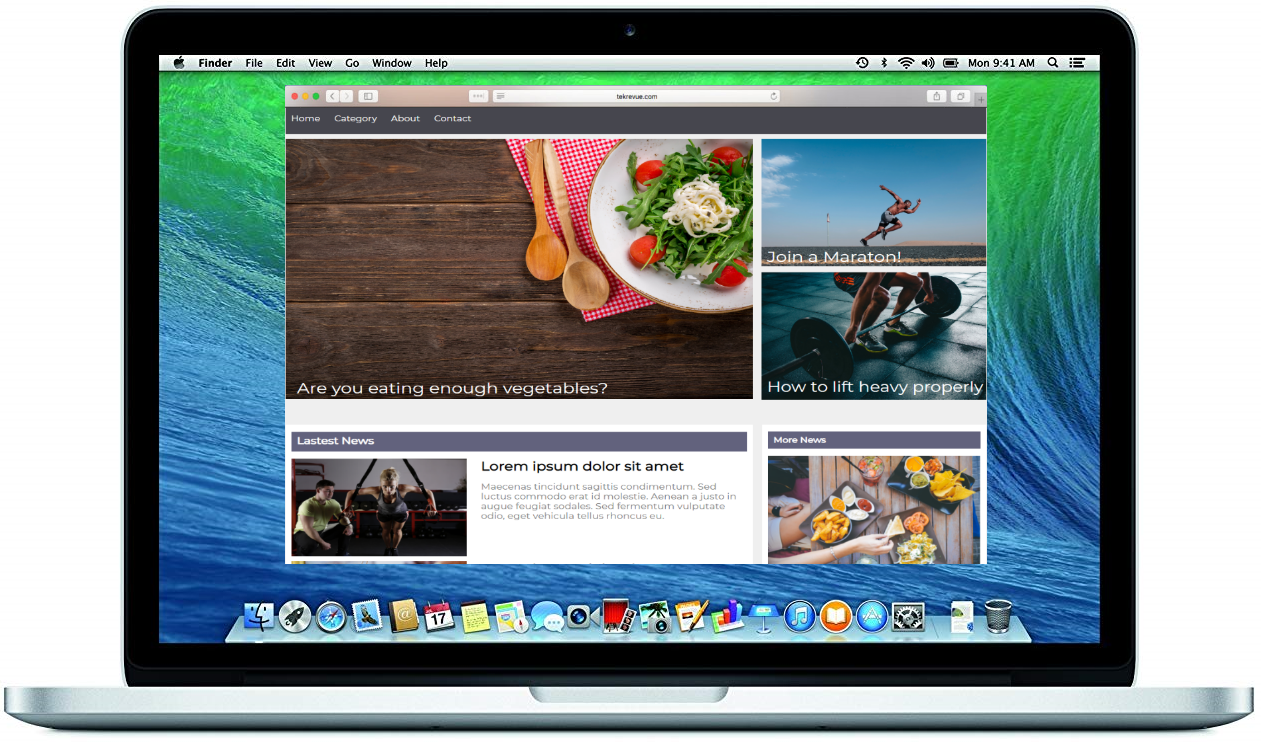 Finder File Edit View Go Window Help
Mon 9:41 AM
tekrevue.com
Home Category About Contact
Are you eating enough vegetables?
Join a Maraton!
How to lift heavy properly
Lastest News
Lorem ipsum dolor sit amet
Maecenas tincidunt sagittis condimentum. Sed
luctus commodo erat id molestie. Aenean a justo in
augue feugiat sodales. Sed fermentum vulputate
odio, eget vehicula tellus rhoncus eu.
More News
17